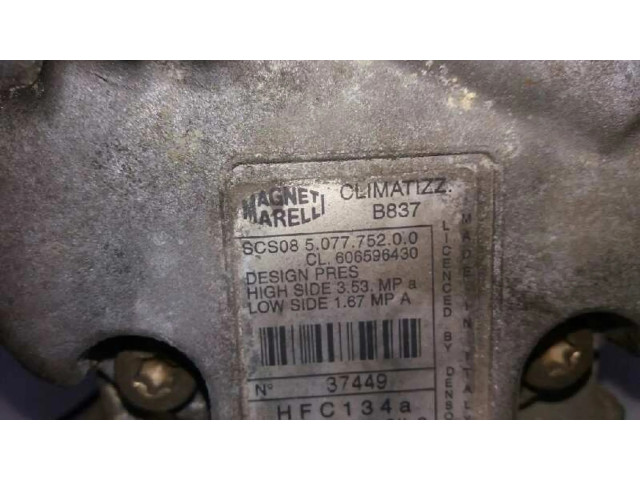 MAGNETI
MARELLI
CLIMATIZZ.
B837
SCS08 5.077.752.0.0
CL. 606596430
DESIGN PRES
HIGH SIDE 3.53. MP a
LOW SIDE 1.67 MP A
N° 37449
HFC134a
LICENCED BY DENSO
MADE IN ITALY